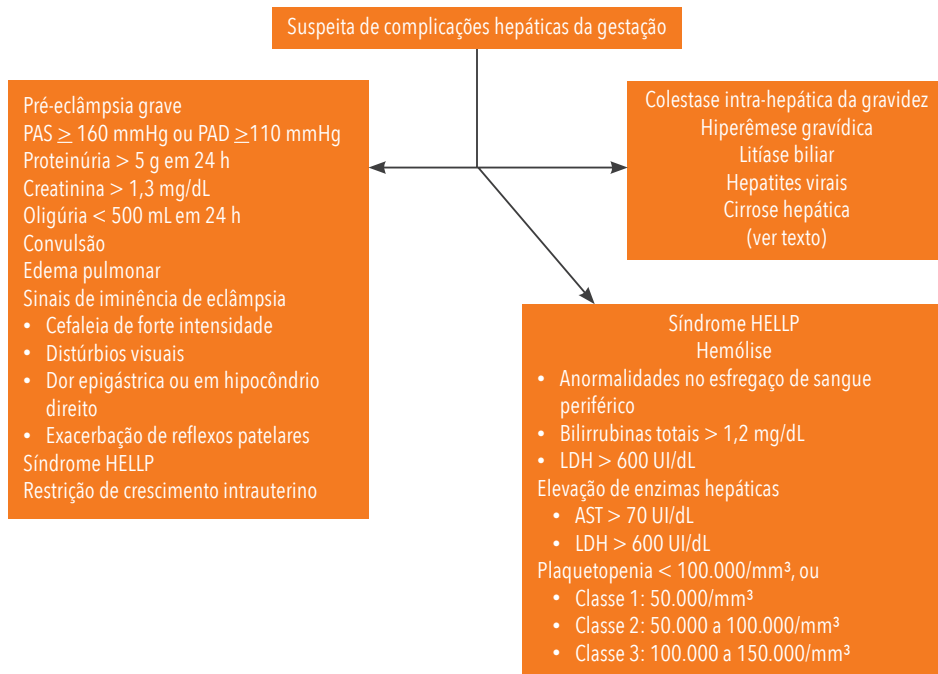 Suspeita de complicações hepáticas da gestação
Pré-eclâmpsia grave
PAS ≥ 160 mmHg ou PAD ≥110 mmHg
Proteinúria > 5 g em 24 h
Creatinina > 1,3 mg/dL
Oligúria < 500 mL em 24 h
Convulsão
Edema pulmonar
Sinais de iminência de eclâmpsia
• Cefaleia de forte intensidade
• Distúrbios visuais
• Dor epigástrica ou em hipocôndrio
direito
• Exacerbação de reflexos patelares
Síndrome HELLP
Restrição de crescimento intrauterino
Colestase intra-hepática da gravidez
Hiperêmese gravídica
Litíase biliar
Hepatites virais
Cirrose hepática
(ver texto)
Síndrome HELLP
Hemólise
• Anormalidades no esfregaço de sangue
periférico
• Bilirrubinas totais > 1,2 mg/dL
• LDH > 600 UI/dL
Elevação de enzimas hepáticas
• AST > 70 UI/dL
• LDH > 600 UI/dL
Plaquetopenia < 100.000/mm³, ou
• Classe 1: 50.000/mm³
• Classe 2: 50.000 a 100.000/mm³
• Classe 3: 100.000 a 150.000/mm³